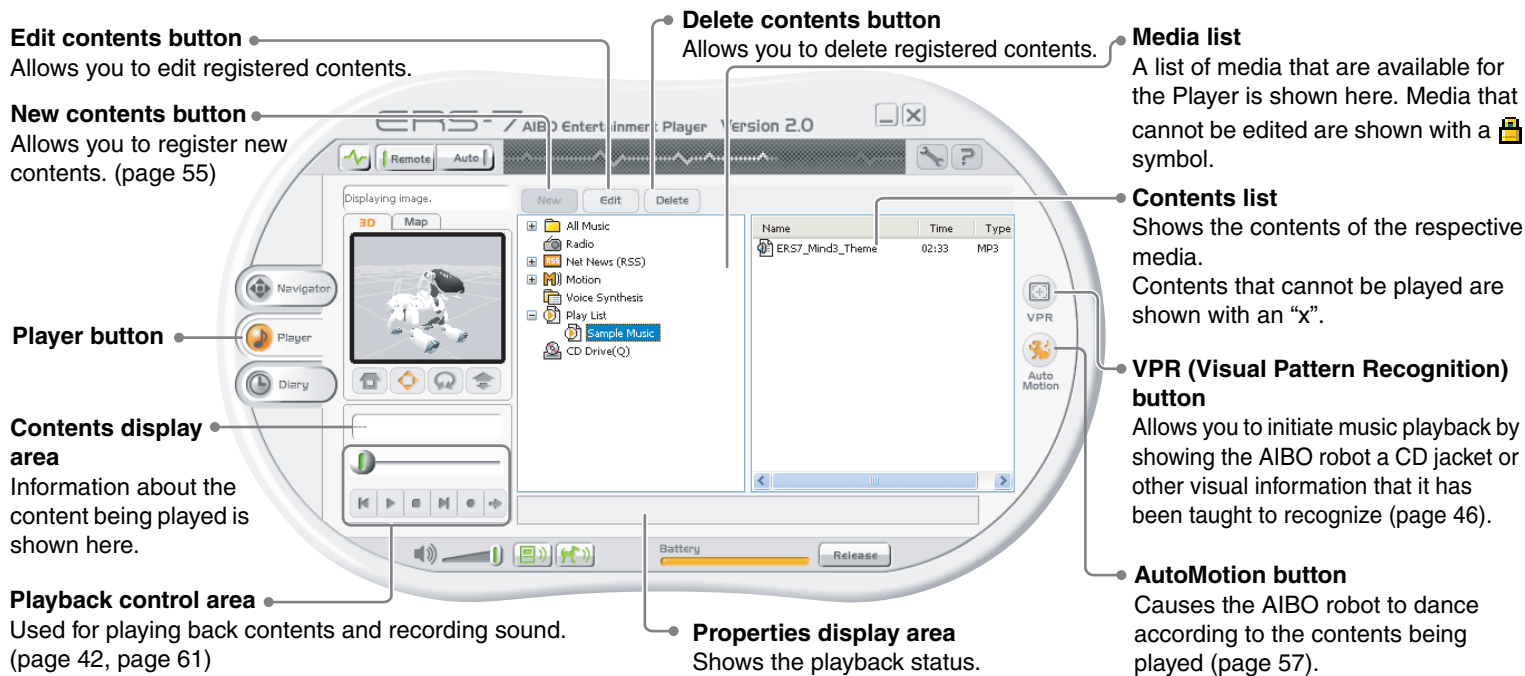 Edit contents button
Allows you to edit registered contents.
New contents button
Allows you to register new
contents. (page 55)
Player button
Contents display
area
Information about the
content being played is
shown here.
Playback control area
Used for playing back contents and recording sound.
(page 42, page 61)
Delete contents button
Allows you to delete registered contents.
ERS-7 AIBO Entertainment Player Version 2.0
Remote Auto
?
Displaying image.
New Edit Delete
3D Map
Navigator
Player
Diary
---
All Music
Radio
RSS Net News (RSS)
M Motion
Voice Synthesis
Play List
Sample Music
CD Drive(Q)
Name Time Type
ERS7_Mind3_Theme 02:33 MP3
VPR
Auto
Motion
Battery
Release
Properties display area
Shows the playback status.
Media list
A list of media that are available for
the Player is shown here. Media that
cannot be edited are shown with a
symbol.
Contents list
Shows the contents of the respective
media.
Contents that cannot be played are
shown with an “x”.
VPR (Visual Pattern Recognition)
button
Allows you to initiate music playback by
showing the AIBO robot a CD jacket or
other visual information that it has
been taught to recognize (page 46).
AutoMotion button
Causes the AIBO robot to dance
according to the contents being
played (page 57).